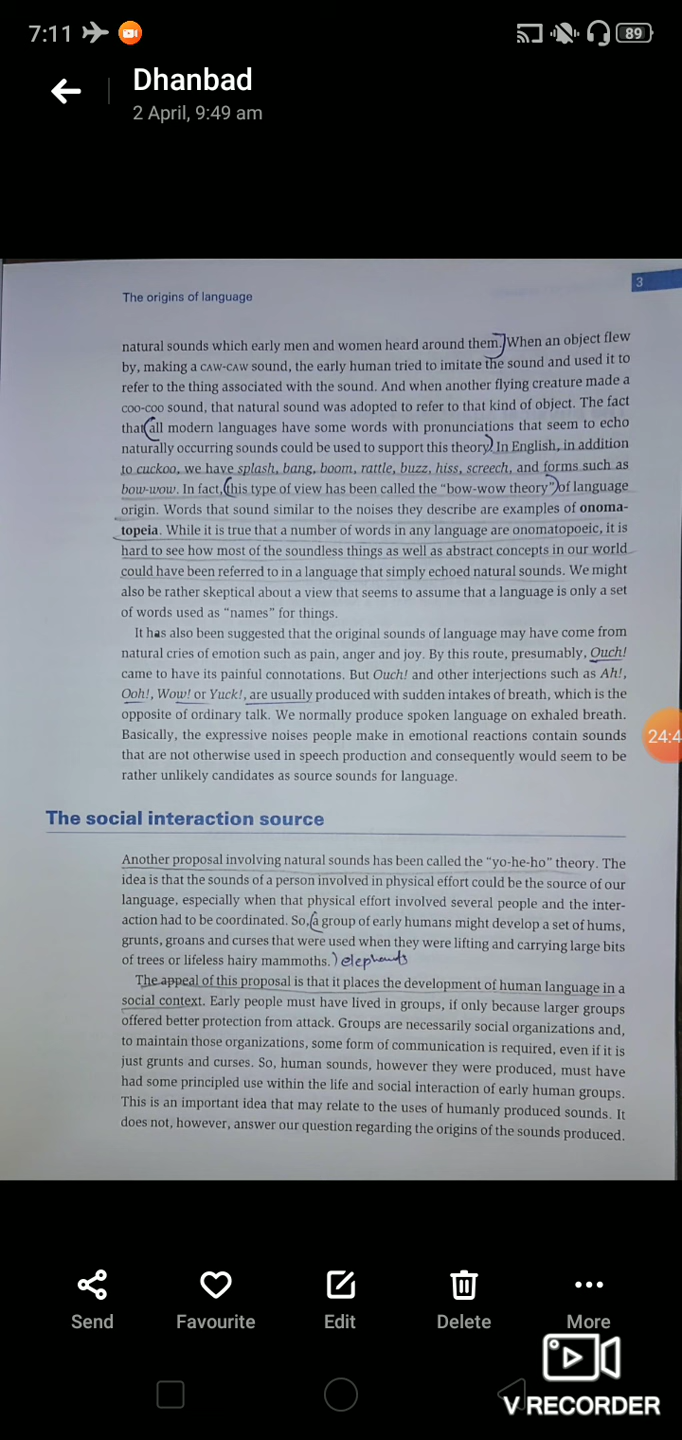 7:11
89
Dhanbad
2 April, 9:49 am
3
The origins of language
natural sounds which early men and women heard around them. When an object flew
by, making a CAW-CAW sound, the early human tried to imitate the sound and used it to
refer to the thing associated with the sound. And when another flying creature made a
COO-COO sound, that natural sound was adopted to refer to that kind of object. The fact
that all modern languages have some words with pronunciations that seem to echo
naturally occurring sounds could be used to support this theory. In English, in addition
to cuckoo, we have splash, bang, boom, rattle, buzz, hiss, screech, and forms such as
bow-wow. In fact, this type of view has been called the “bow-wow theory” of language
origin. Words that sound similar to the noises they describe are examples of onoma-
topeia. While it is true that a number of words in any language are onomatopoeic, it is
hard to see how most of the soundless things as well as abstract concepts in our world
could have been referred to in a language that simply echoed natural sounds. We might
also be rather skeptical about a view that seems to assume that a language is only a set
of words used as “names” for things.
It has also been suggested that the original sounds of language may have come from
natural cries of emotion such as pain, anger and joy. By this route, presumably, Ouch!
came to have its painful connotations. But Ouch! and other interjections such as Ah!,
Ooh!, Wow! or Yuck!, are usually produced with sudden intakes of breath, which is the
opposite of ordinary talk. We normally produce spoken language on exhaled breath.
Basically, the expressive noises people make in emotional reactions contain sounds
that are not otherwise used in speech production and consequently would seem to be
rather unlikely candidates as source sounds for language.
24:4
The social interaction source
Another proposal involving natural sounds has been called the “yo-he-ho” theory. The
idea is that the sounds of a person involved in physical effort could be the source of our
language, especially when that physical effort involved several people and the inter-
action had to be coordinated. So, a group of early humans might develop a set of hums,
grunts, groans and curses that were used when they were lifting and carrying large bits
of trees or lifeless hairy mammoths. elephants
The appeal of this proposal is that it places the development of human language in a
social context. Early people must have lived in groups, if only because larger groups
offered better protection from attack. Groups are necessarily social organizations and,
to maintain those organizations, some form of communication is required, even if it is
just grunts and curses. So, human sounds, however they were produced, must have
had some principled use within the life and social interaction of early human groups.
This is an important idea that may relate to the uses of humanly produced sounds. It
does not, however, answer our question regarding the origins of the sounds produced.
Send
Favourite
Edit
Delete
More
V RECORDER